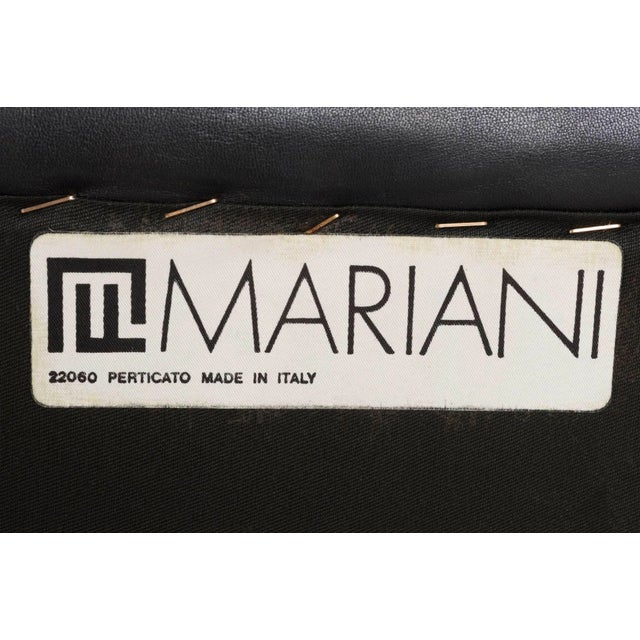 MARIANI
22060 PERTICATO MADE IN ITALY